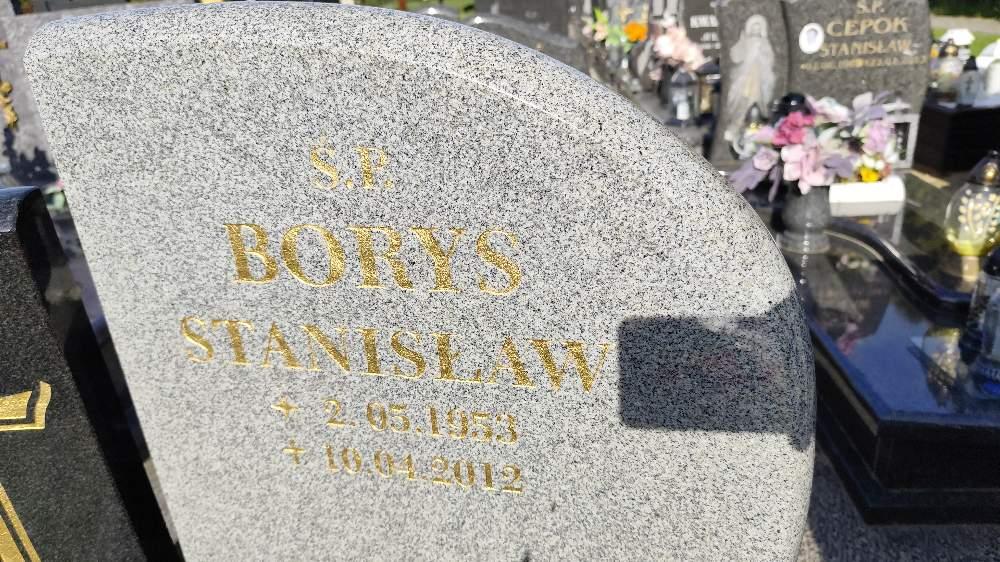 S.P.
BORYS
STANISŁAW
2.05.1953
10.04.2012
S.P.
CEPOK
STANISŁAW